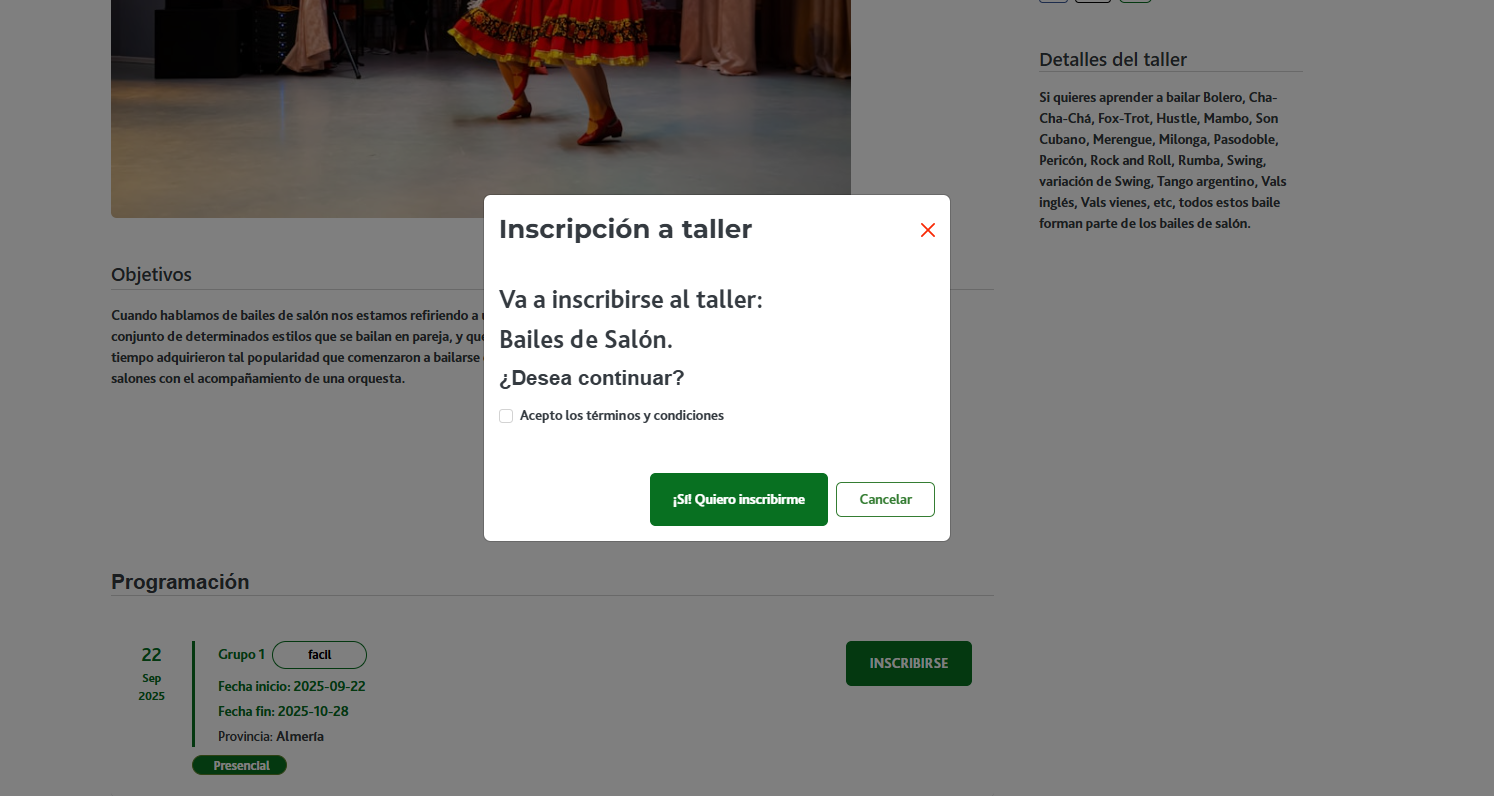 Detalles del taller
Si quieres aprender a bailar Bolero, Cha-
Cha-Chá, Fox-Trot, Hustle, Mambo, Son
Cubano, Merengue, Milonga, Pasodoble,
Pericón, Rock and Roll, Rumba, Swing,
variación de Swing, Tango argentino, Vals
inglés, Vals vienes, etc, todos estos baile
forman parte de los bailes de salón.
Inscripción a taller
Va a inscribirse al taller:
Bailes de Salón.
¿Desea continuar?
Acepto los términos y condiciones
¡Sí! Quiero inscribirme
Cancelar
Objetivos
Cuando hablamos de bailes de salón nos estamos refiriendo a
conjunto de determinados estilos que se bailan en pareja, y que
tiempo adquirieron tal popularidad que comenzaron a bailarse
salones con el acompañamiento de una orquesta.
Programación
22
Sep
2025
Grupo 1
facil
Fecha inicio: 2025-09-22
Fecha fin: 2025-10-28
Provincia: Almería
Presencial
INSCRIBIRSE